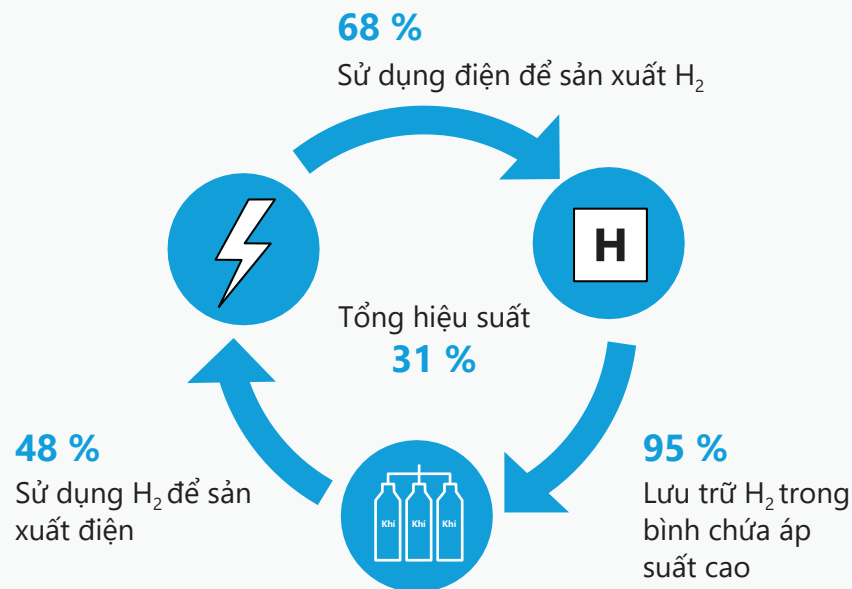 68 %
Sử dụng điện để sản xuất H₂
H
Tổng hiệu suất
31 %
48 %
Sử dụng H₂ để sản
xuất điện
Khí Khí Khí
95 %
Lưu trữ H₂ trong
bình chứa áp
suất cao